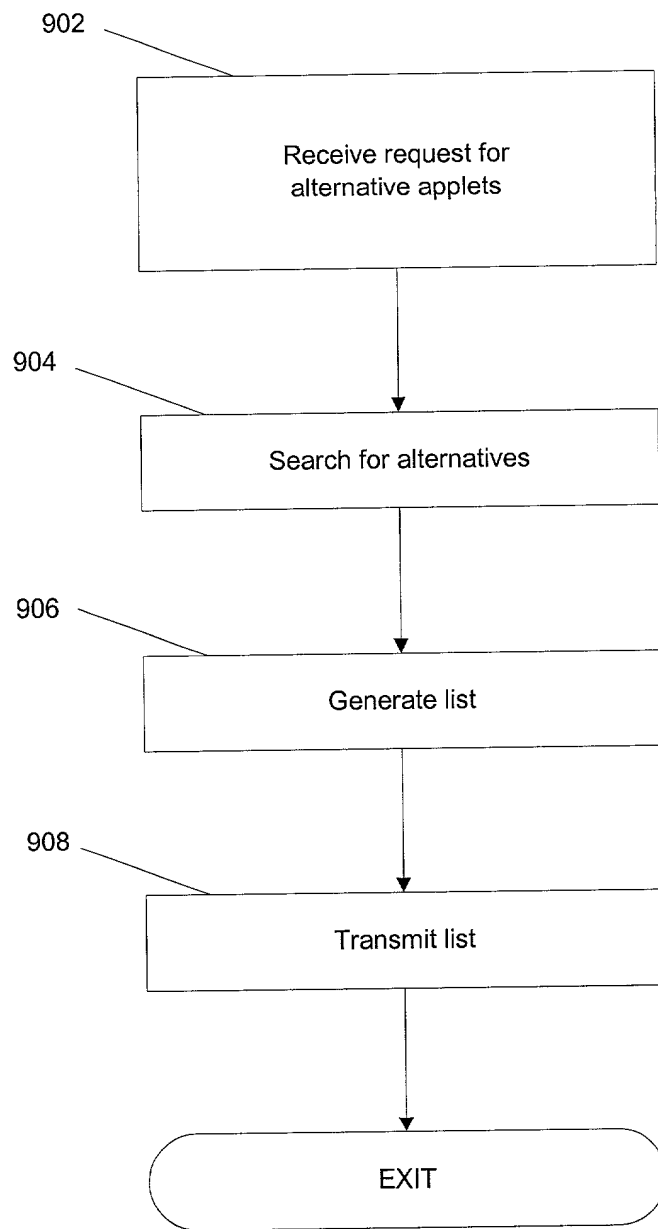 902
Receive request for
alternative applets
904
Search for alternatives
906
Generate list
908
Transmit list
EXIT